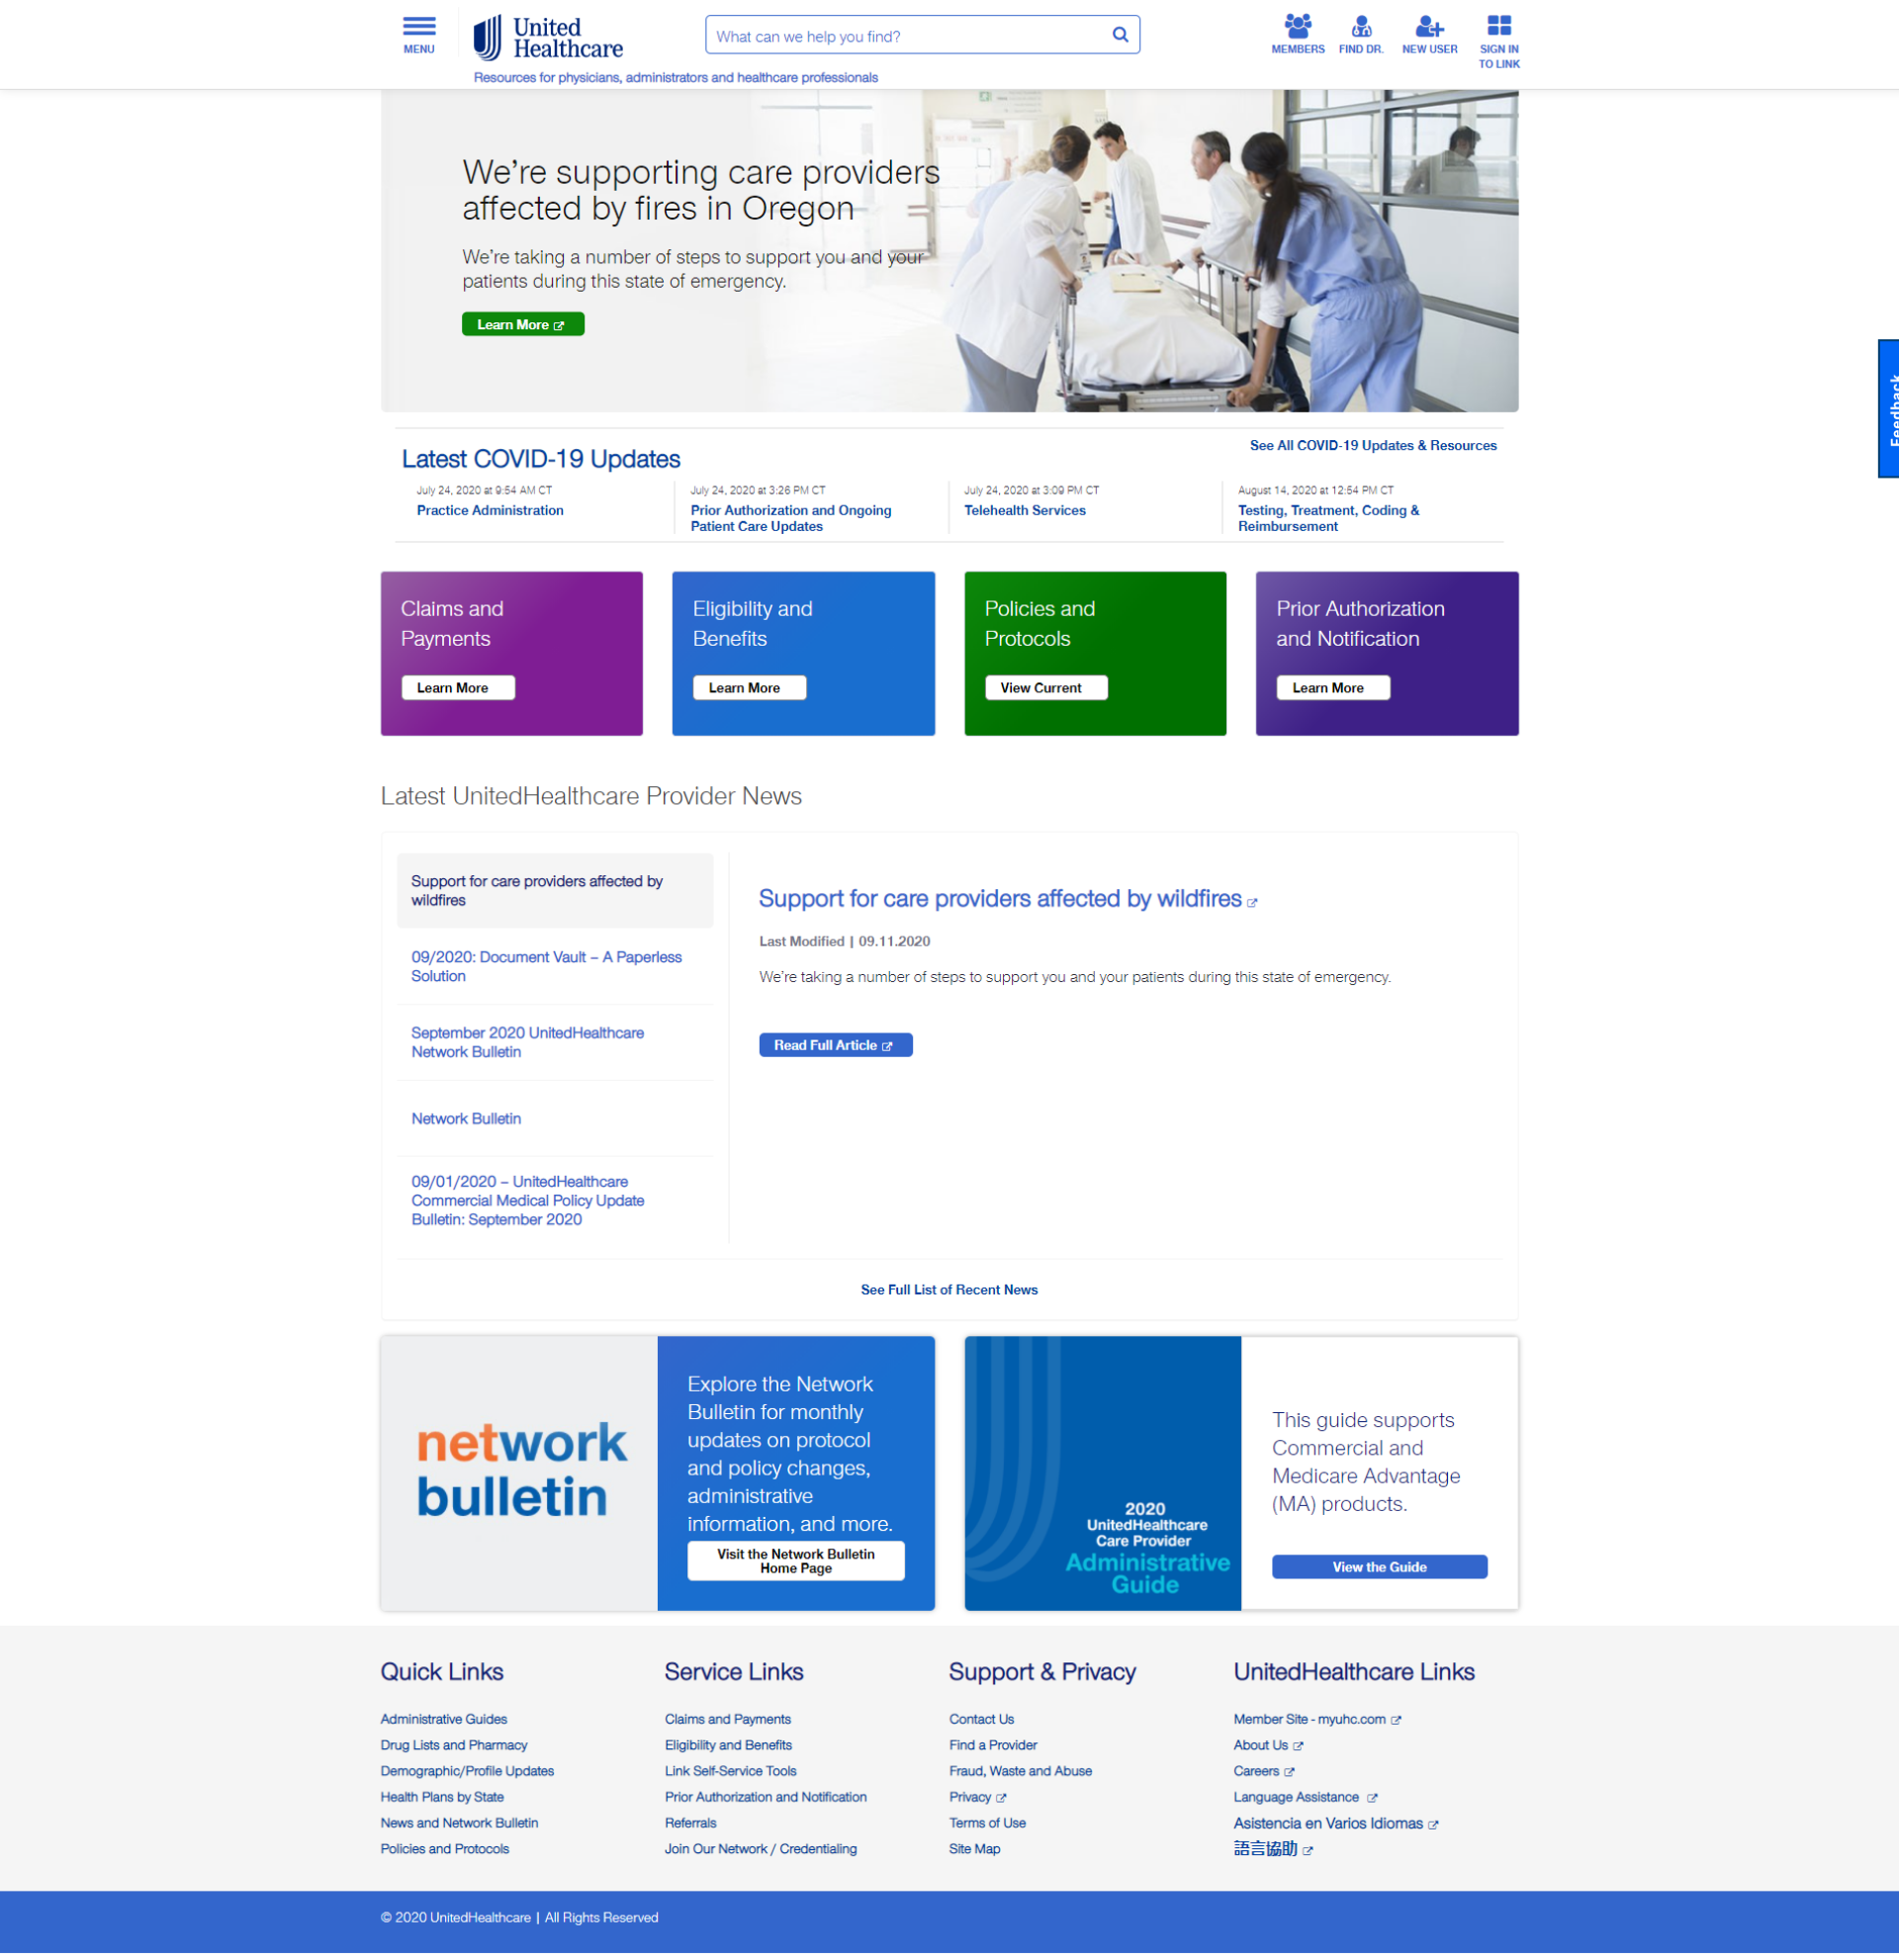 MENU
United
Healthcare
What can we help you find?
MEMBERS
FIND DR.
NEW USER
SIGN IN
TO LINK
Resources for physicians, administrators and healthcare professionals
We're supporting care providers
affected by fires in Oregon
We're taking a number of steps to support you and your
patients during this state of emergency.
Learn More
Feedback
Latest COVID-19 Updates
See All COVID-19 Updates & Resources
July 24, 2020 at 9:54 AM CT
Practice Administration
July 24, 2020 at 3:26 PM CT
Prior Authorization and Ongoing
Patient Care Updates
July 24, 2020 at 3:09 PM CT
Telehealth Services
August 14, 2020 at 12:54 PM CT
Testing, Treatment, Coding &
Reimbursement
Claims and
Payments
Learn More
Eligibility and
Benefits
Learn More
Policies and
Protocols
View Current
Prior Authorization
and Notification
Learn More
Latest UnitedHealthcare Provider News
Support for care providers affected by
wildfires
09/2020: Document Vault – A Paperless
Solution
September 2020 UnitedHealthcare
Network Bulletin
Network Bulletin
09/01/2020 – UnitedHealthcare
Commercial Medical Policy Update
Bulletin: September 2020
Support for care providers affected by wildfires
Last Modified | 09.11.2020
We're taking a number of steps to support you and your patients during this state of emergency.
Read Full Article
See Full List of Recent News
network
bulletin
Explore the Network
Bulletin for monthly
updates on protocol
and policy changes,
administrative
information, and more.
Visit the Network Bulletin
Home Page
2020
UnitedHealthcare
Care Provider
Administrative
Guide
This guide supports
Commercial and
Medicare Advantage
(MA) products.
View the Guide
Quick Links
Administrative Guides
Drug Lists and Pharmacy
Demographic/Profile Updates
Health Plans by State
News and Network Bulletin
Policies and Protocols
Service Links
Claims and Payments
Eligibility and Benefits
Link Self-Service Tools
Prior Authorization and Notification
Referrals
Join Our Network / Credentialing
Support & Privacy
Contact Us
Find a Provider
Fraud, Waste and Abuse
Privacy
Terms of Use
Site Map
UnitedHealthcare Links
Member Site - myuhc.com
About Us
Careers
Language Assistance
Asistencia en Varios Idiomas
語言協助
© 2020 UnitedHealthcare | All Rights Reserved